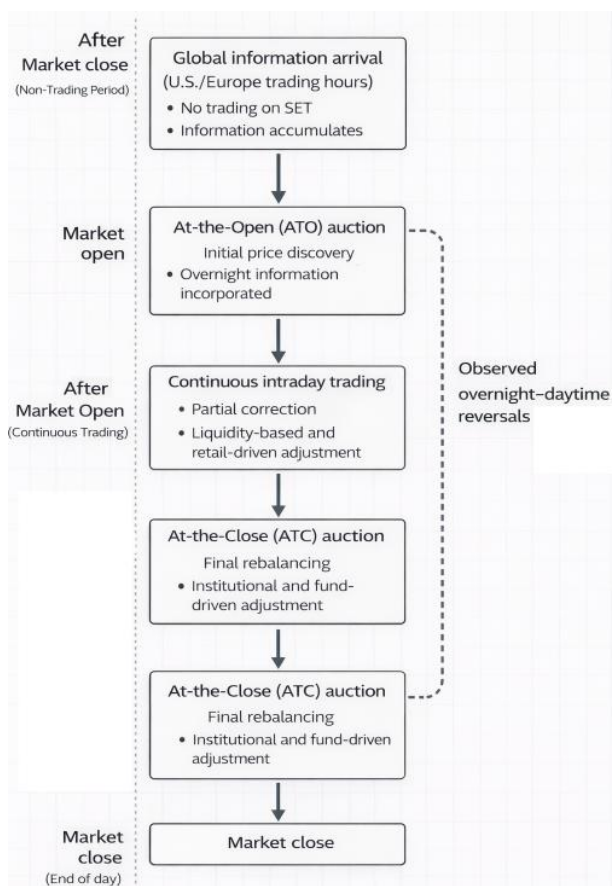 After
Market close
(Non-Trading Period)
Global information arrival
(U.S./Europe trading hours)
• No trading on SET
• Information accumulates
Market
open
At-the-Open (ATO) auction
Initial price discovery
• Overnight information
incorporated
After
Market Open
(Continuous Trading)
Continuous intraday trading
• Partial correction
• Liquidity-based and
retail-driven adjustment
Observed
overnight–daytime
reversals
At-the-Close (ATC) auction
Final rebalancing
• Institutional and fund-
driven adjustment
At-the-Close (ATC) auction
Final rebalancing
• Institutional and fund-driven
adjustment
Market
close
(End of day)
Market close